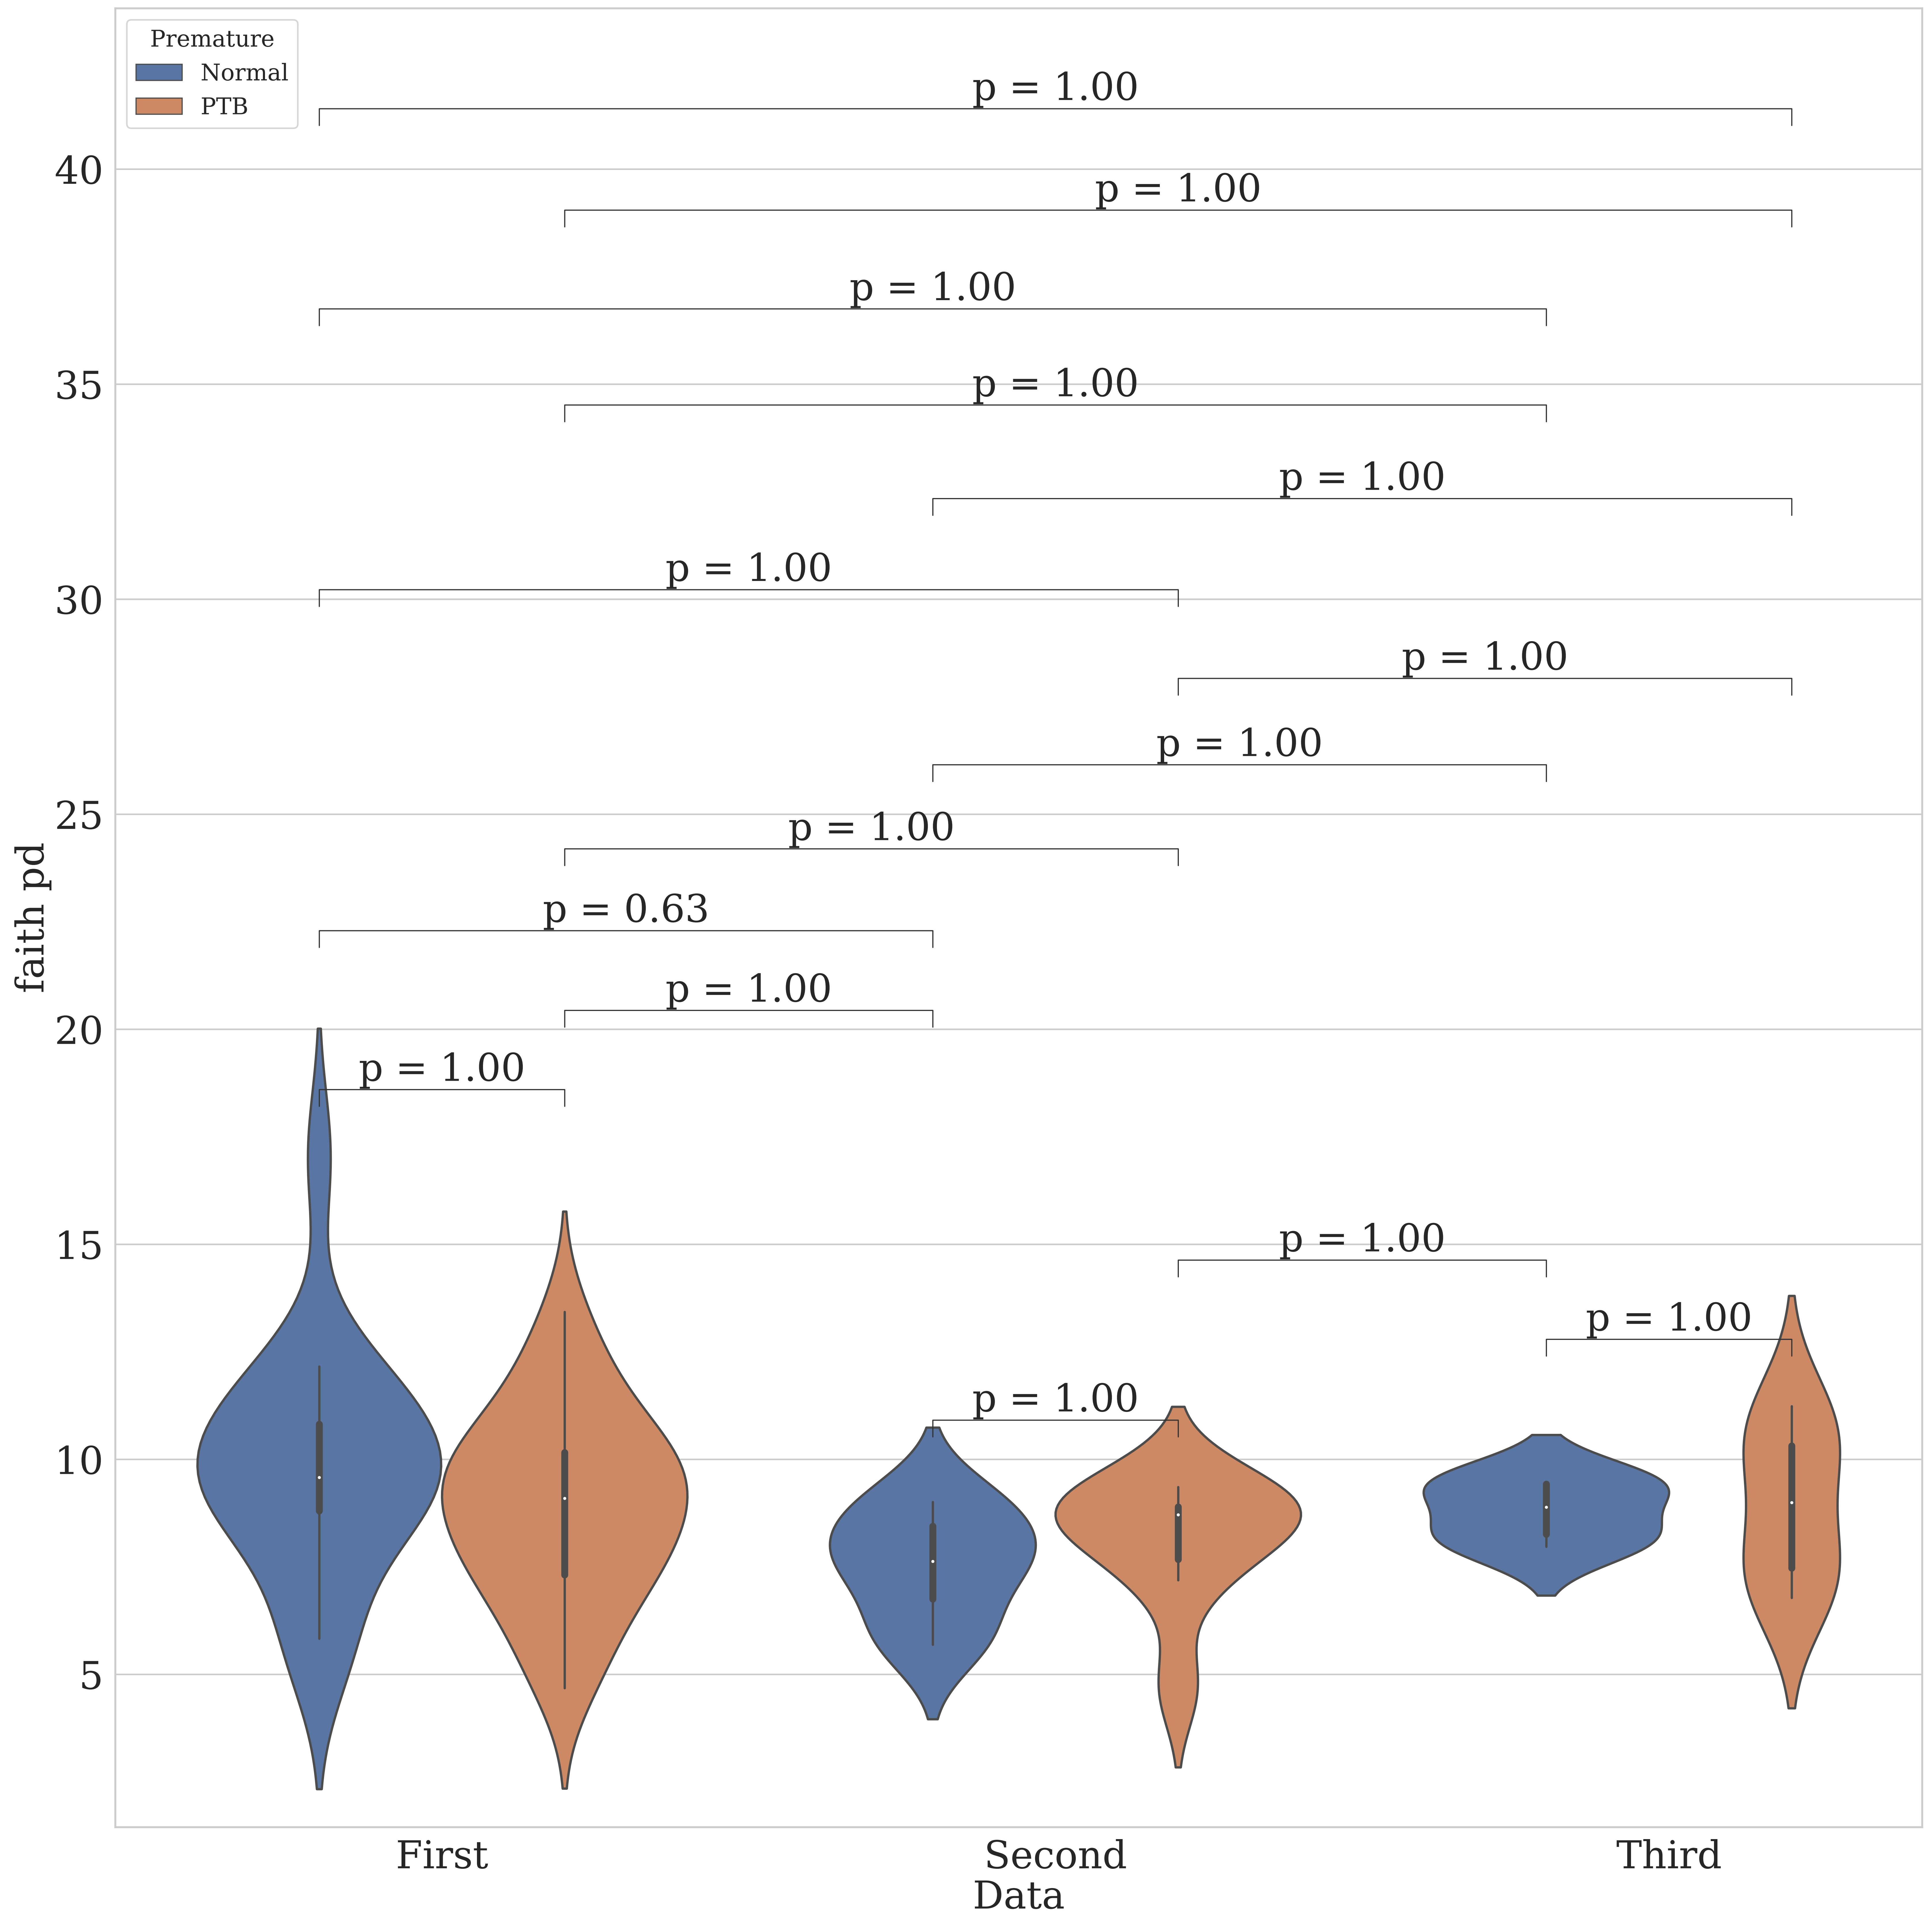 Premature
Normal
PTB
p = 1.00
40
p = 1.00
p = 1.00
35
p = 1.00
p = 1.00
p = 1.00
30
p = 1.00
p = 1.00
25
p = 1.00
faith pd
p = 0.63
p = 1.00
20
p = 1.00
15
p = 1.00
p = 1.00
p = 1.00
10
5
First
Second
Third
Data